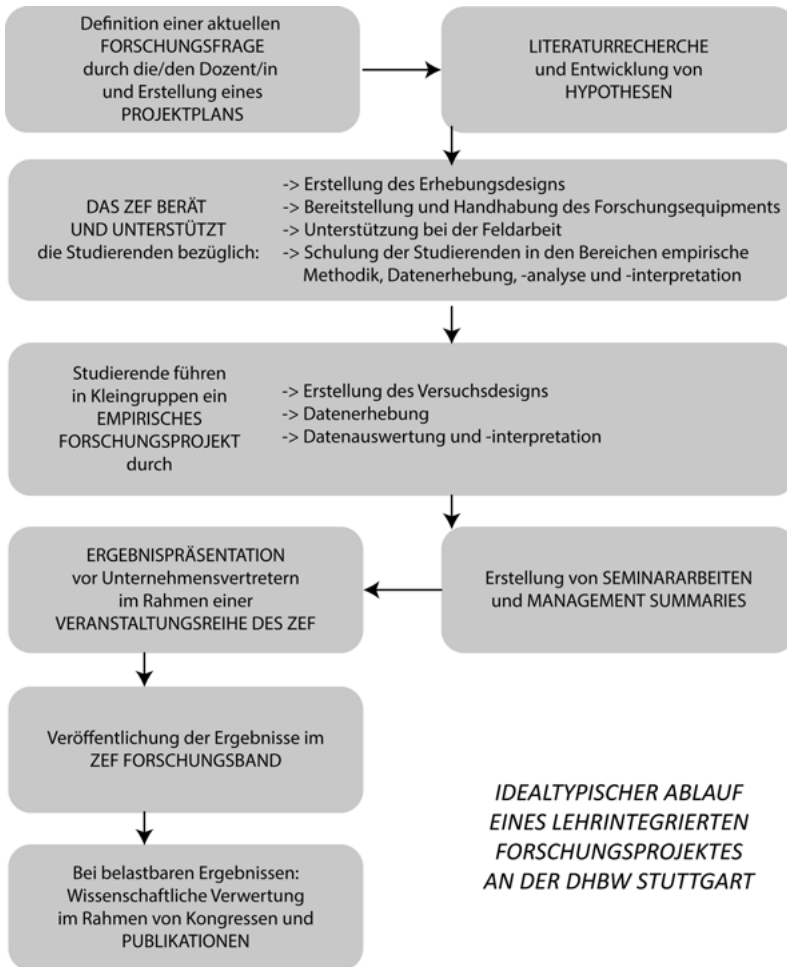 Definition einer aktuellen
FORSCHUNGSFRAGE
durch die/den Dozent/in
und Erstellung eines
PROJEKTPLANS
LITERATURRECHERCHE
und Entwicklung von
HYPOTHESEN
DAS ZEF BERÄT
UND UNTERSTÜTZT
die Studierenden bezüglich:
-> Erstellung des Erhebungsdesigns
-> Bereitstellung und Handhabung des Forschungsequipments
-> Unterstützung bei der Feldarbeit
-> Schulung der Studierenden in den Bereichen empirische
Methodik, Datenerhebung, -analyse und -interpretation
Studierende führen
in Kleingruppen ein
EMPIRISCHES
FORSCHUNGSPROJEKT
durch
-> Erstellung des Versuchsdesigns
-> Datenerhebung
-> Datenauswertung und -interpretation
Erstellung von SEMINARARBEITEN
und MANAGEMENT SUMMARIES
ERGEBNISPRÄSENTATION
vor Unternehmensvertretern
im Rahmen einer
VERANSTALTUNGSREIHE DES ZEF
Veröffentlichung der Ergebnisse im
ZEF FORSCHUNGSBAND
Bei belastbaren Ergebnissen:
Wissenschaftliche Verwertung
im Rahmen von Kongressen und
PUBLIKATIONEN
IDEALTYPISCHER ABLAUF
EINES LEHRINTEGRIERTEN
FORSCHUNGSPROJEKTES
AN DER DHBW STUTTGART